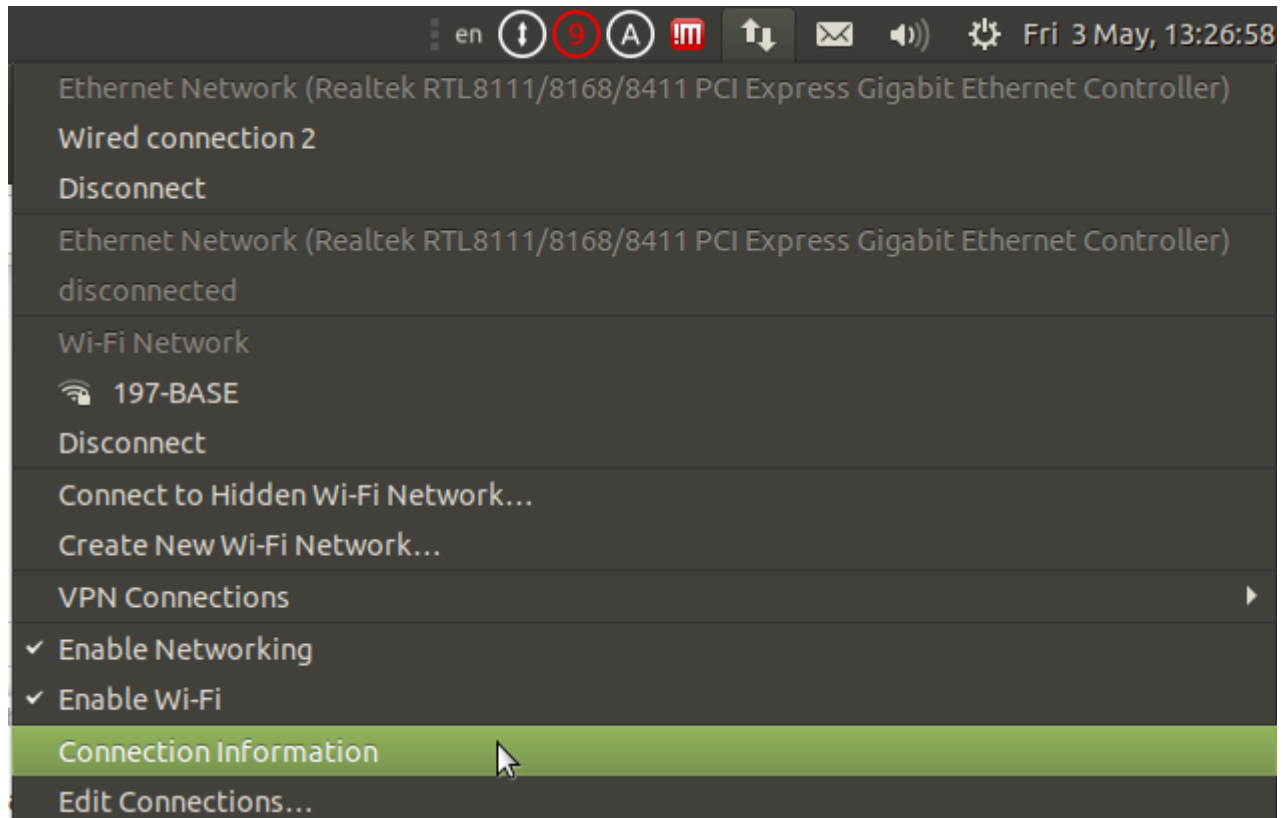 en 9 A !m Fri 3 May, 13:26:58
Ethernet Network (Realtek RTL8111/8168/8411 PCI Express Gigabit Ethernet Controller)
Wired connection 2
Disconnect
Ethernet Network (Realtek RTL8111/8168/8411 PCI Express Gigabit Ethernet Controller)
disconnected
Wi-Fi Network
197-BASE
Disconnect
Connect to Hidden Wi-Fi Network…
Create New Wi-Fi Network…
VPN Connections
Enable Networking
Enable Wi-Fi
Connection Information
Edit Connections…